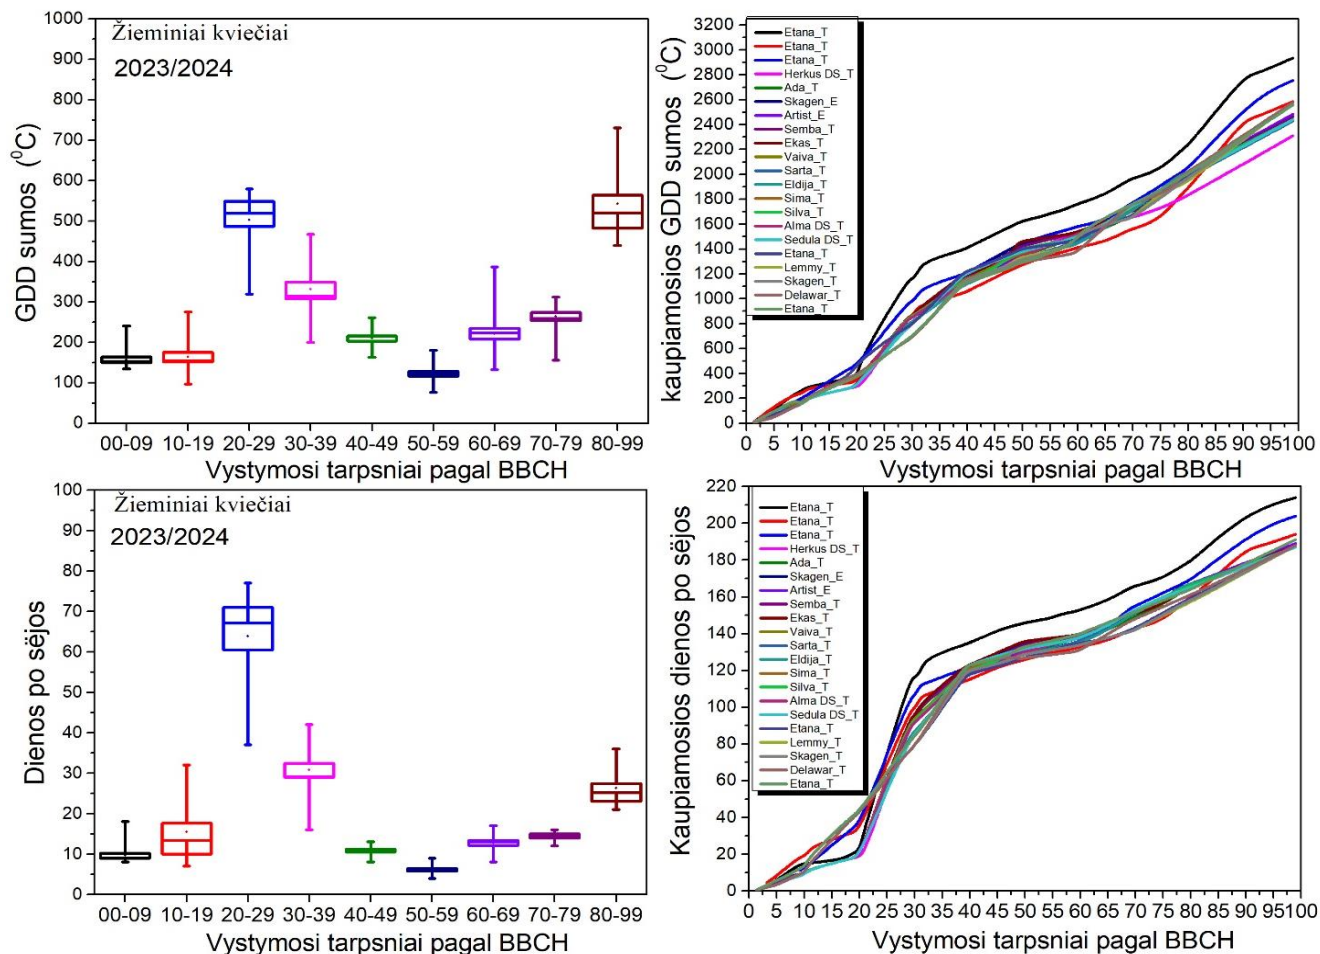 Žieminiai kviečiai
2023/2024
GDD sumos (⁰C)
1000
900
800
700
600
500
400
300
200
100
0
00-09 10-19 20-29 30-39 40-49 50-59 60-69 70-79 80-99
Vystymosi tarpsniai pagal BBCH
kaupiamosios GDD sumos (⁰C)
3200
3000
2800
2600
2400
2200
2000
1800
1600
1400
1200
1000
800
600
400
200
0
Etana_T
Etana_T
Etana_T
Herkus DS_T
Ada_T
Skagen_E
Artist_E
Semba_T
Ekas_T
Vaiva_T
Sarta_T
Eldija_T
Sima_T
Silva_T
Alma DS_T
Sedula DS_T
Etana_T
Lemmy_T
Skagen_T
Delawar_T
Etana_T
0 5 10 15 20 25 30 35 40 45 50 55 60 65 70 75 80 85 90 95 100
Vystymosi tarpsniai pagal BBCH
Žieminiai kviečiai
2023/2024
Dienos po sëjos
100
90
80
70
60
50
40
30
20
10
0
00-09 10-19 20-29 30-39 40-49 50-59 60-69 70-79 80-99
Vystymosi tarpsniai pagal BBCH
Kaupiamosios dienos po sëjos
220
200
180
160
140
120
100
80
60
40
20
0
Etana_T
Etana_T
Etana_T
Herkus DS_T
Ada_T
Skagen_E
Artist_E
Semba_T
Ekas_T
Vaiva_T
Sarta_T
Eldija_T
Sima_T
Silva_T
Alma DS_T
Sedula DS_T
Etana_T
Lemmy_T
Skagen_T
Delawar_T
Etana_T
0 5 10 15 20 25 30 35 40 45 50 55 60 65 70 75 80 85 90 95 100
Vystymosi tarpsniai pagal BBCH